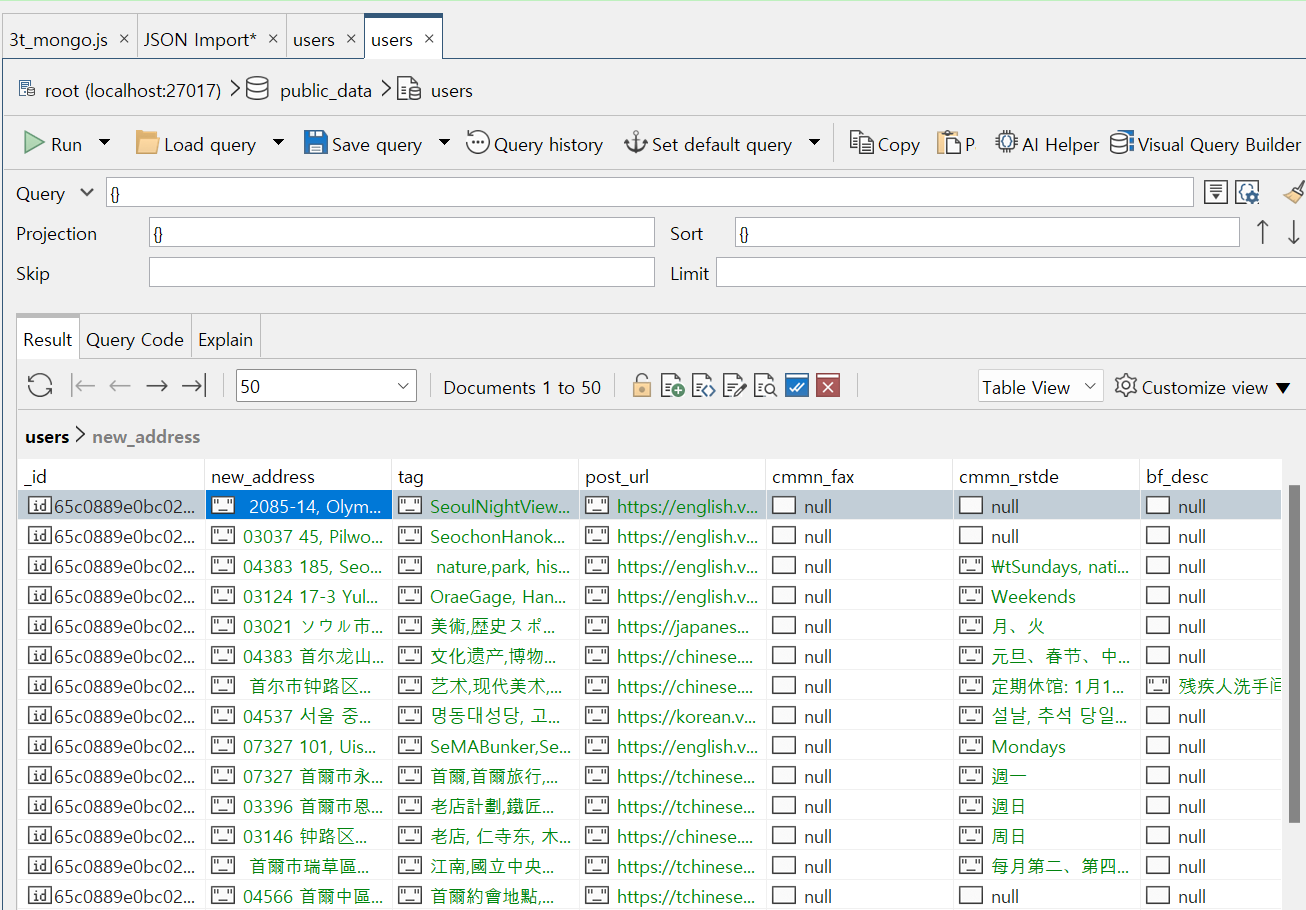 3t_mongo.js × JSON Import* × users × users ×
root (localhost:27017) > public_data > users
Run Load query Save query Query history Set default query Copy P AI Helper Visual Query Builder
Query {}
Projection {} Sort {}
Skip Limit
Result Query Code Explain
50 Documents 1 to 50 Table View Customize view
users > new_address
_id new_address tag post_url cmmn_fax cmmn_rstde bf_desc
id 65c0889e0bc02... 2085-14, Olym... SeoulNightView... https://english.v... null null null
id 65c0889e0bc02... 03037 45, Pilwo... SeochonHanok... https://english.v... null null null
id 65c0889e0bc02... 04383 185, Seo... nature,park, his... https://english.v... null ₩tSundays, nati... null
id 65c0889e0bc02... 03124 17-3 Yul... OraeGage, Han... https://english.v... null Weekends null
id 65c0889e0bc02... 03021 ソウル市... 美術,歴史スポ... https://japanes... null 月、火 null
id 65c0889e0bc02... 04383 首尔龙山... 文化遗产,博物... https://chinese.... null 元旦、春节、中... null
id 65c0889e0bc02... 首尔市钟路区... 艺术,现代美术,... https://chinese.... null 定期休馆: 1月1... 残疾人洗手间
id 65c0889e0bc02... 04537 서울 중... 명동대성당, 고... https://korean.v... null 설날, 추석 당일... null
id 65c0889e0bc02... 07327 101, Uis... SeMABunker,Se... https://english.v... null Mondays null
id 65c0889e0bc02... 07327 首爾市永... 首爾,首爾旅行,... https://tchinese... null 週一 null
id 65c0889e0bc02... 03396 首爾市恩... 老店計劃,鐵匠... https://tchinese... null 週日 null
id 65c0889e0bc02... 03146 钟路区... 老店, 仁寺东, 木... https://chinese.... null 周日 null
id 65c0889e0bc02... 首爾市瑞草區... 江南,國立中央... https://tchinese... null 每月第二、第四... null
id 65c0889e0bc02... 04566 首爾中區... 首爾約會地點,... https://tchinese... null null null